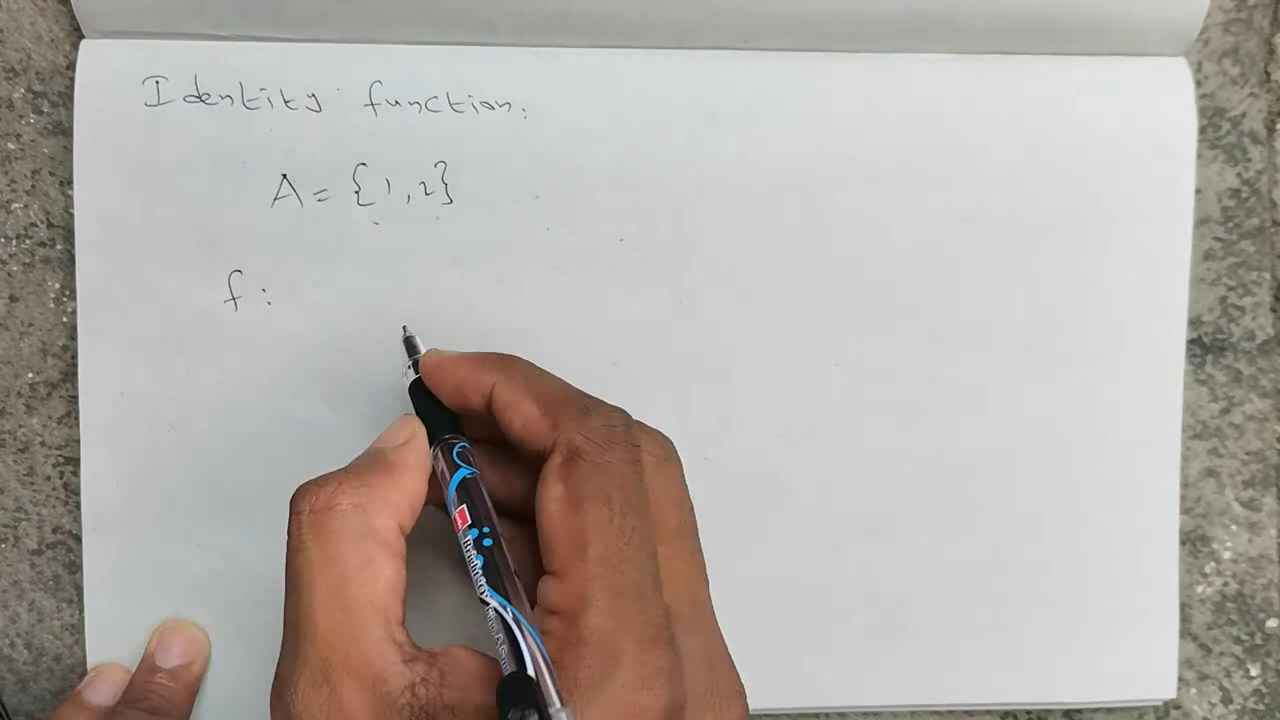 Identity function.
A = {1, 2}
f :